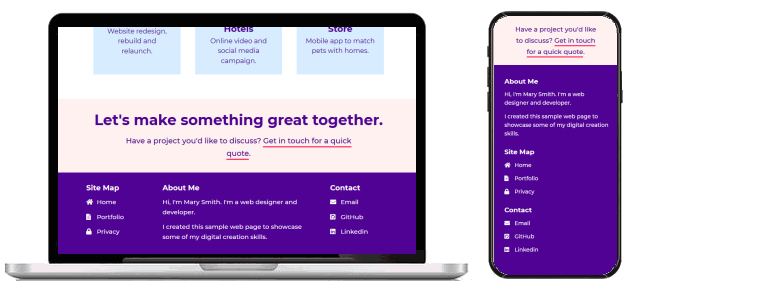 Website redesign,
rebuild and
relaunch.
Hotels
Online video and
social media
campaign.
Store
Mobile app to match
pets with homes.
Let's make something great together.
Have a project you'd like to discuss? Get in touch for a quick
quote.
Site Map
Home
Portfolio
Privacy
About Me
Hi, I'm Mary Smith. I'm a web designer and
developer.
I created this sample web page to showcase
some of my digital creation skills.
Contact
Email
GitHub
Linkedin
Have a project you'd like
to discuss? Get in touch
for a quick quote.
About Me
Hi, I'm Mary Smith. I'm a web
designer and developer.
I created this sample web page to
showcase some of my digital creation
skills.
Site Map
Home
Portfolio
Privacy
Contact
Email
GitHub
Linkedin